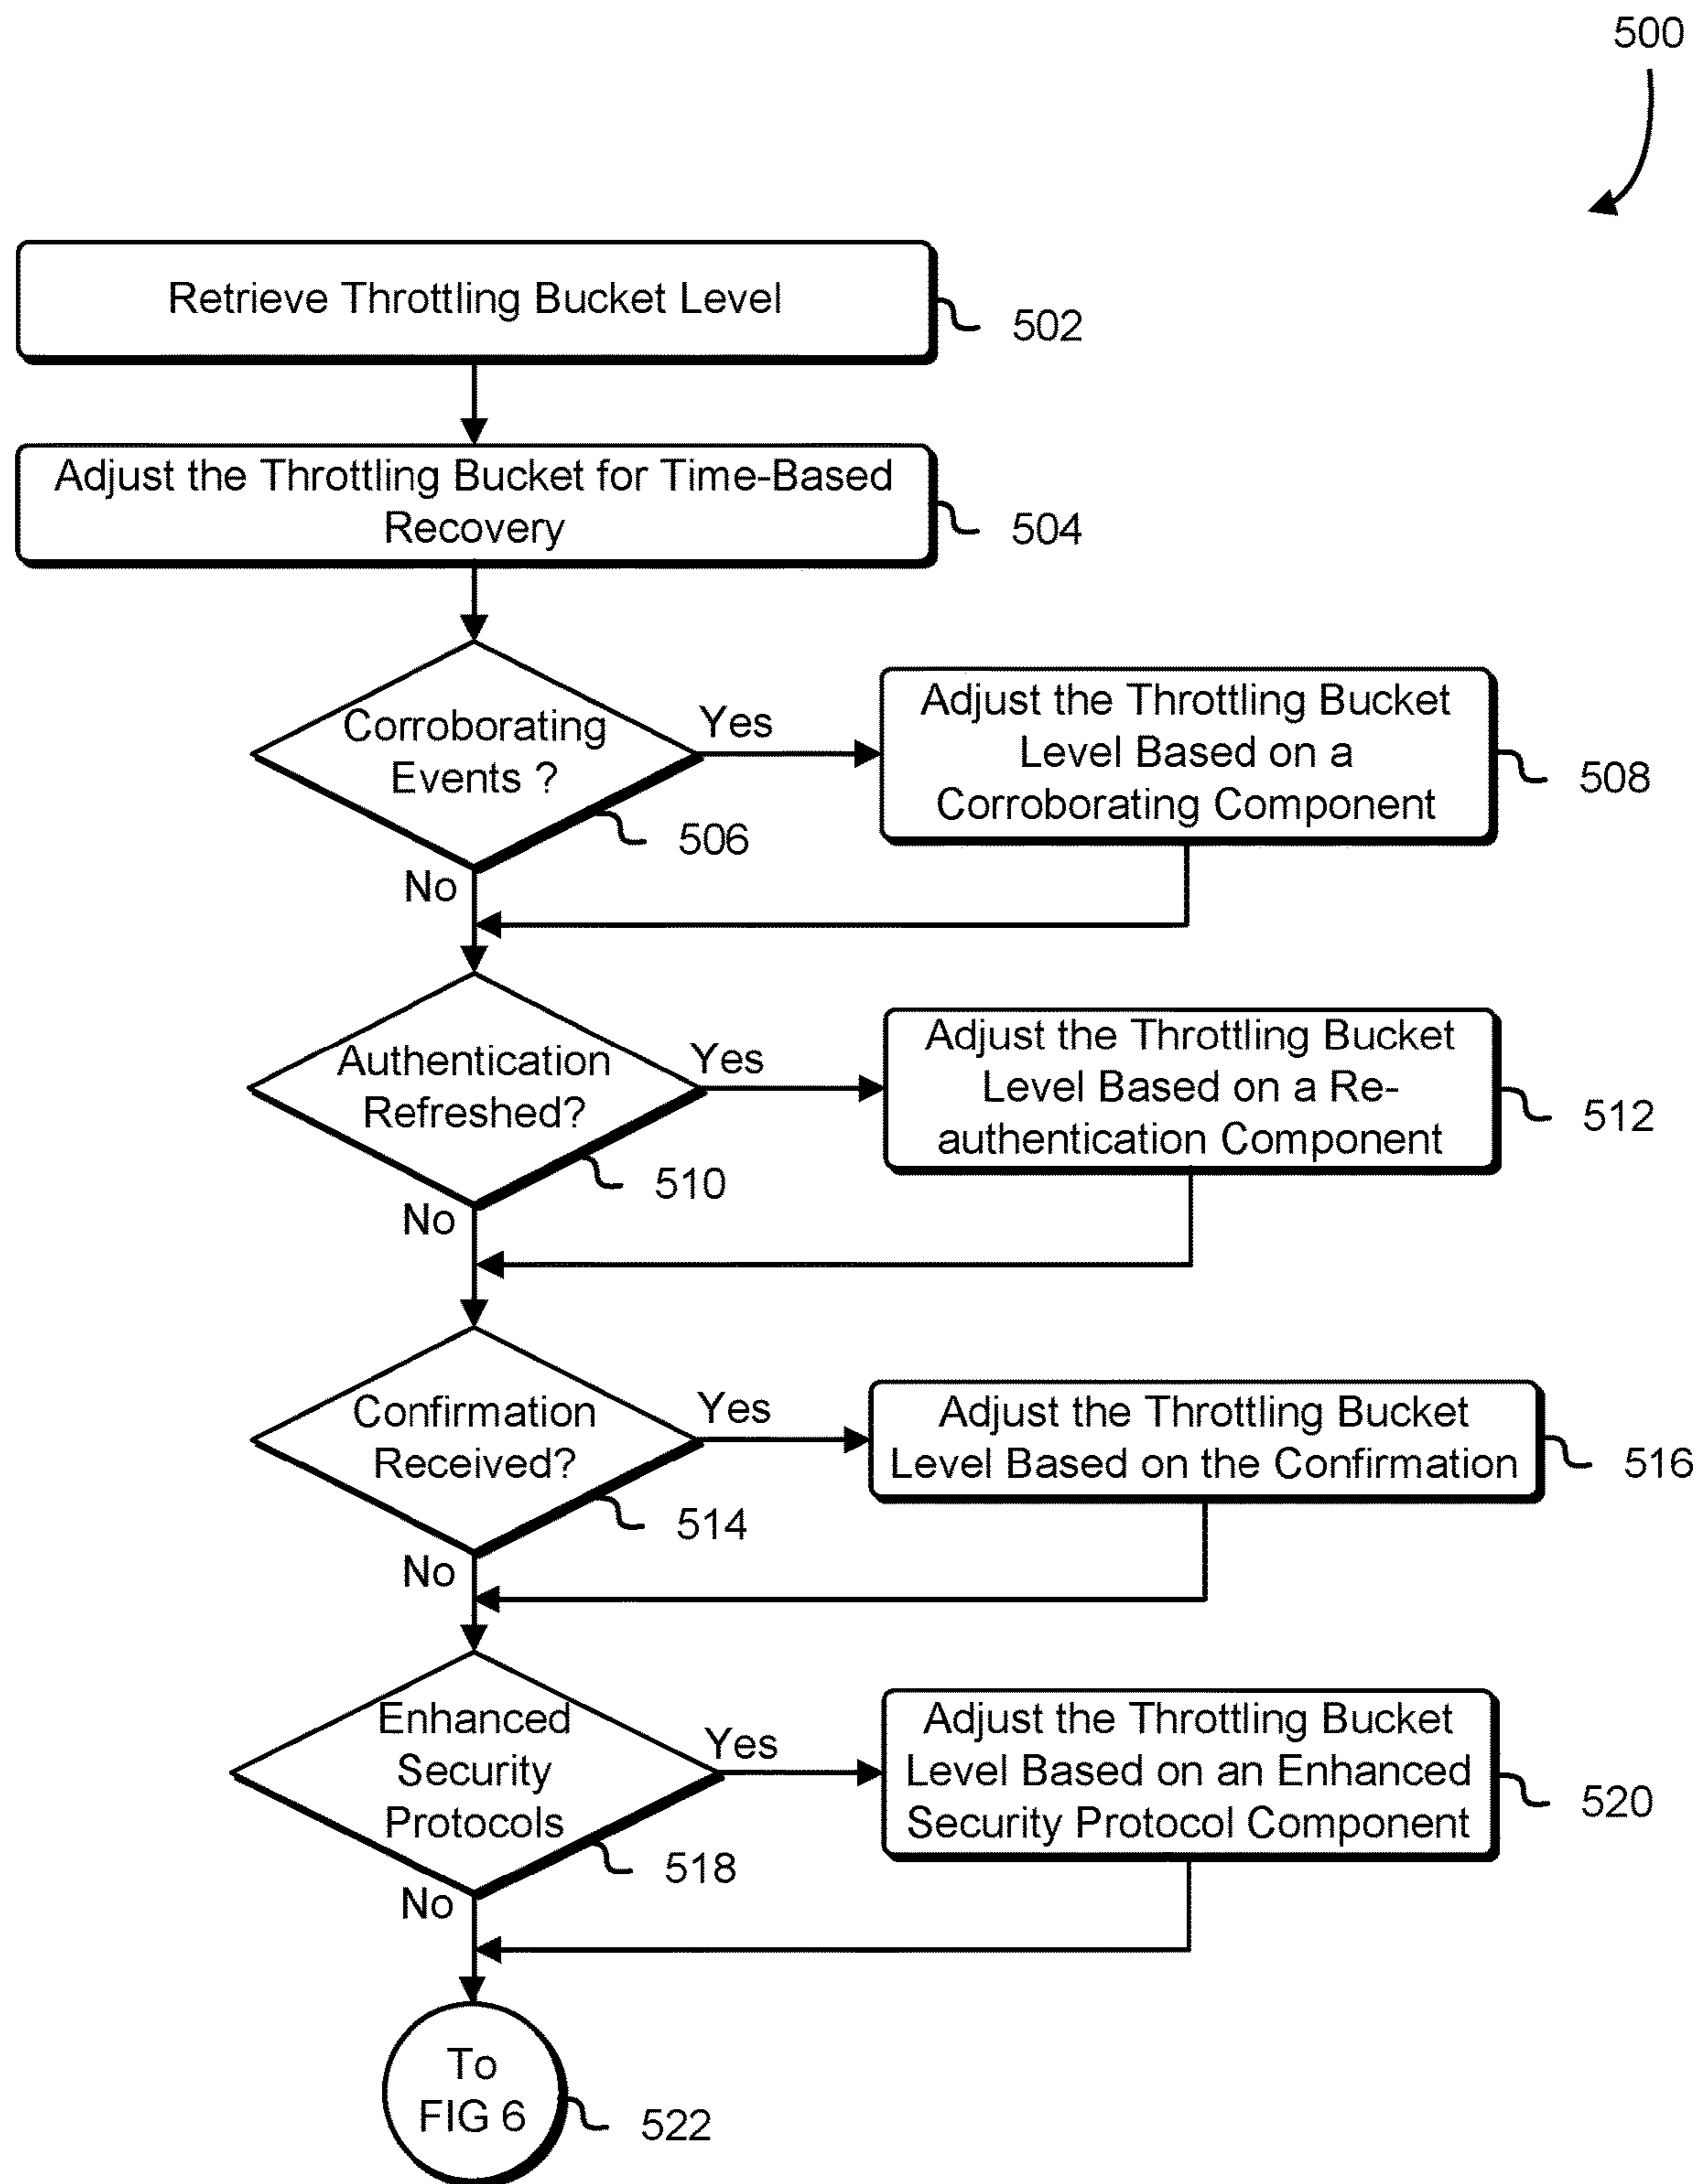 500
Retrieve Throttling Bucket Level
502
Adjust the Throttling Bucket for Time-Based
Recovery
504
Corroborating
Events ?
506
Yes
No
Adjust the Throttling Bucket
Level Based on a
Corroborating Component
508
Authentication
Refreshed?
510
Yes
No
Adjust the Throttling Bucket
Level Based on a Re-
authentication Component
512
Confirmation
Received?
514
Yes
No
Adjust the Throttling Bucket
Level Based on the Confirmation
516
Enhanced
Security
Protocols
518
Yes
No
Adjust the Throttling Bucket
Level Based on an Enhanced
Security Protocol Component
520
To
FIG 6
522